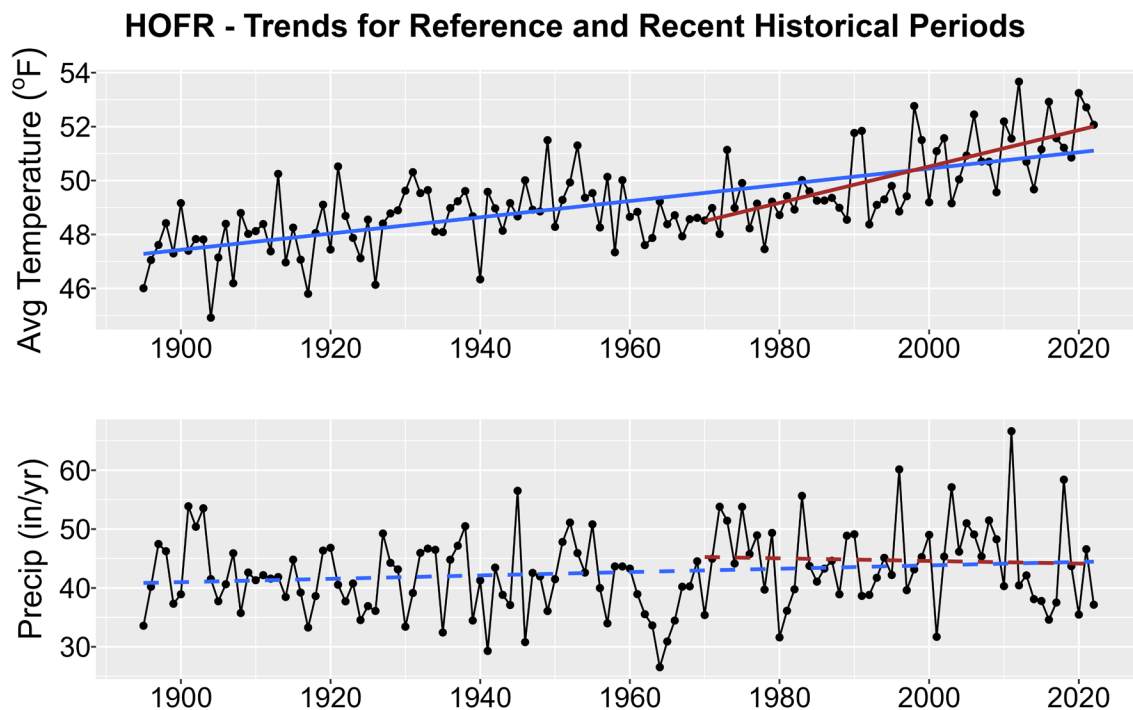 HOFR - Trends for Reference and Recent Historical Periods
Avg Temperature (°F)
54
52
50
48
46
1900 1920 1940 1960 1980 2000 2020
Precip (in/yr)
60
50
40
30
1900 1920 1940 1960 1980 2000 2020